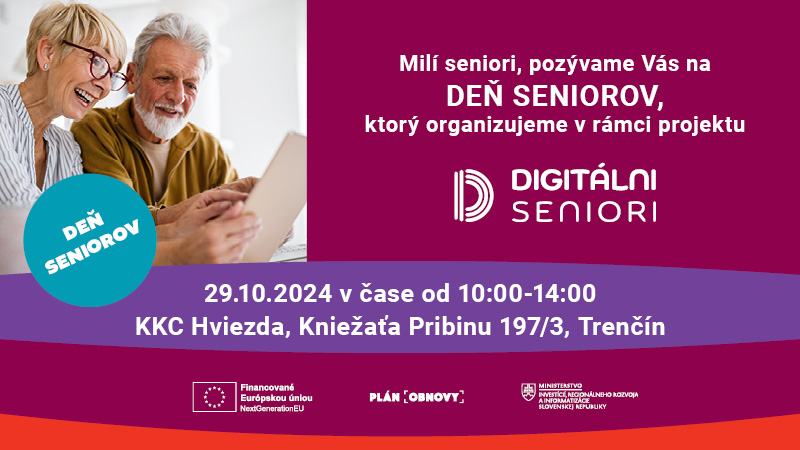 Milí seniori, pozývame Vás na
DEŇ SENIOROV,
ktorý organizujeme v rámci projektu
DIGITÁLNI
SENIORI
DEŇ
SENIOROV
29.10.2024 v čase od 10:00-14:00
KKC Hviezda, Kniežaťa Pribinu 197/3, Trenčín
Financované
Európskou úniou
NextGenerationEU
PLÁN [OBNOVY]
MINISTERSTVO
INVESTÍCIÍ, REGIONÁLNEHO ROZVOJA
A INFORMATIZÁCIE
SLOVENSKEJ REPUBLIKY